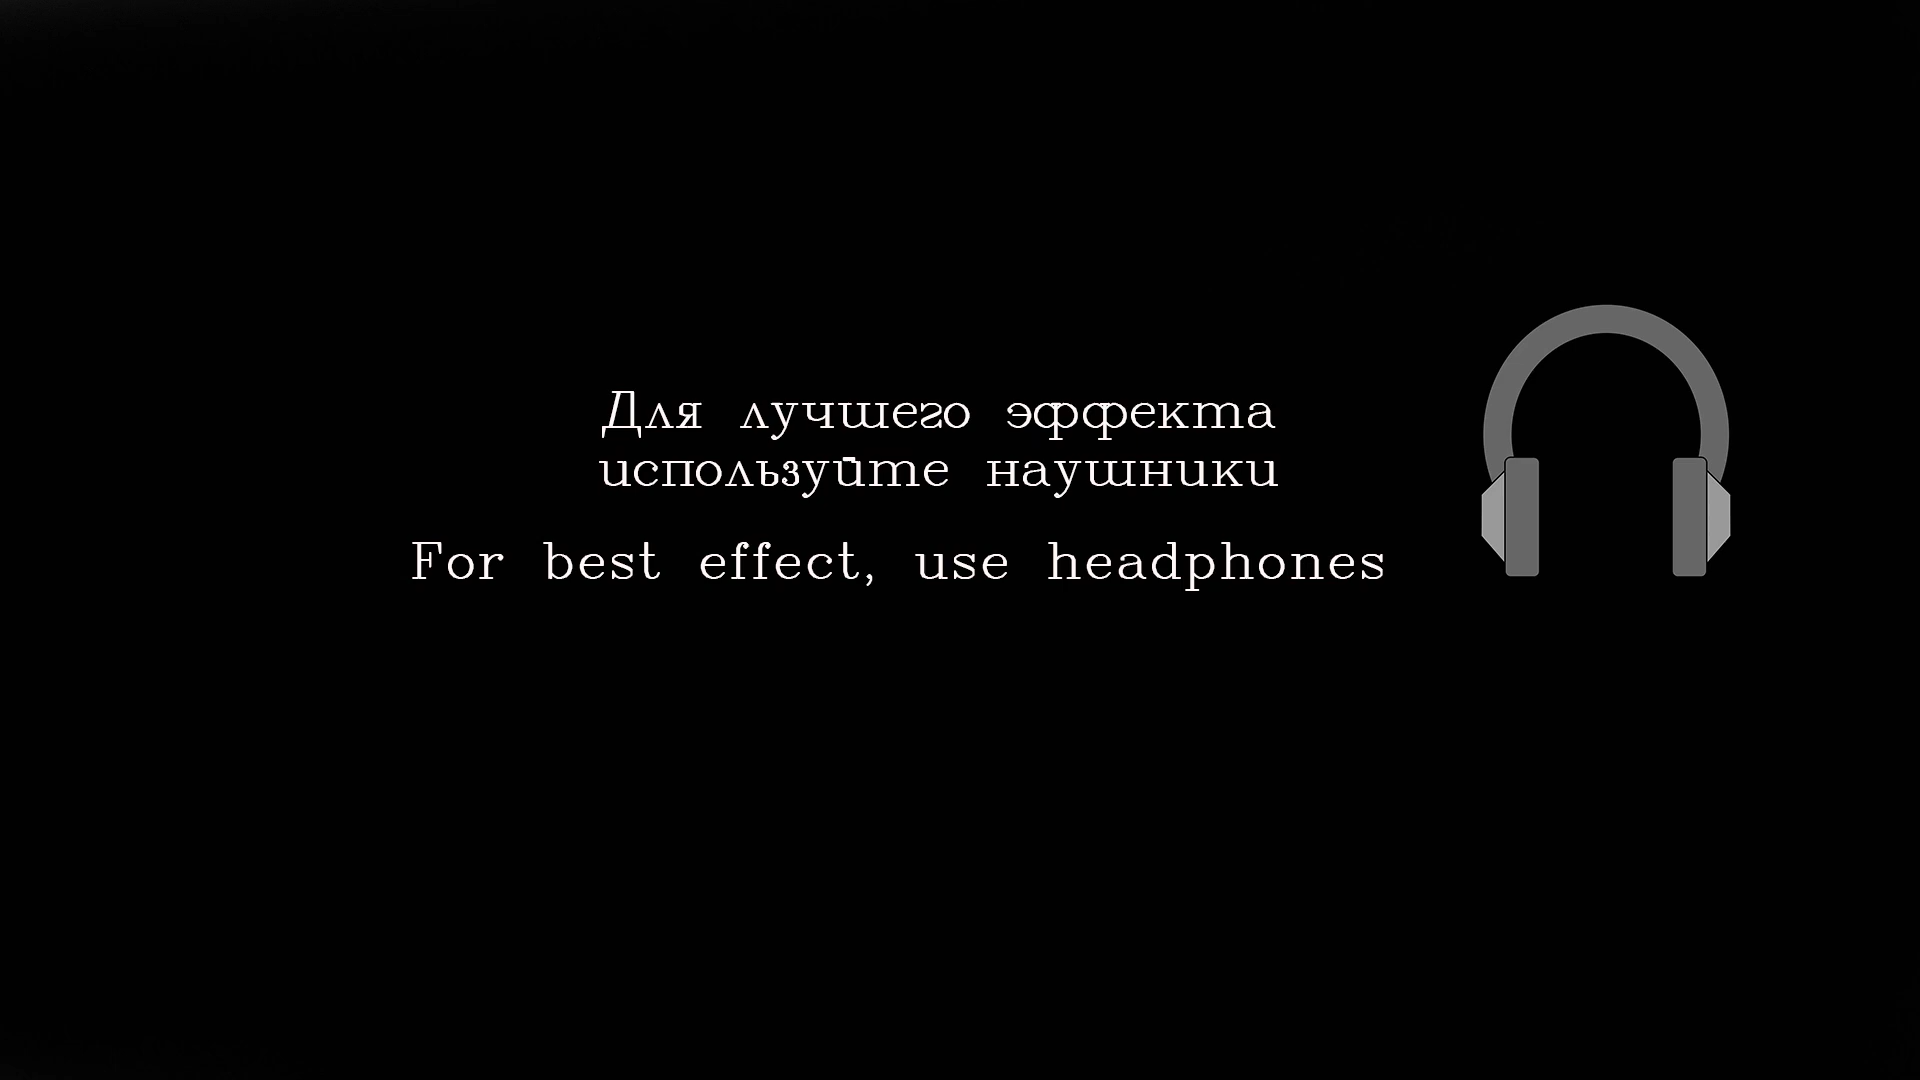 Для лучшего эффекта
используйте наушники
For best effect, use headphones